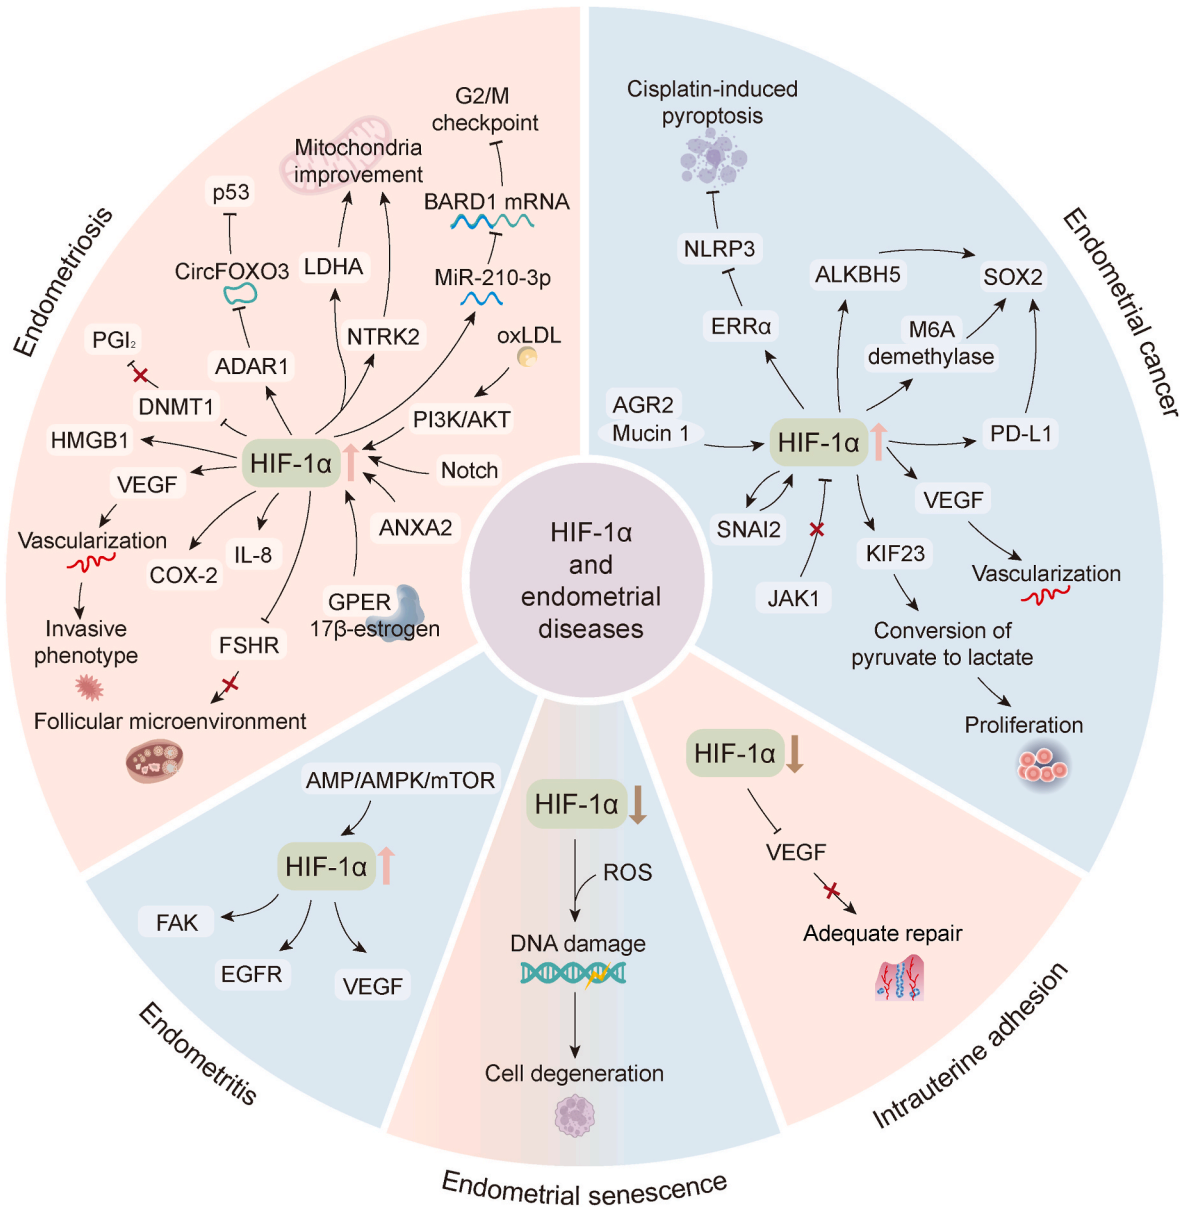 HIF-1α
and
endometrial
diseases
Endometriosis
G2/M
checkpoint
Mitochondria
improvement
p53
BARD1 mRNA
CircFOXO3
LDHA
MiR-210-3p
PGI₂
ADAR1
NTRK2
oxLDL
DNMT1
PI3K/AKT
HMGB1
HIF-1α
Notch
VEGF
ANXA2
Vascularization
COX-2
IL-8
GPER
17β-estrogen
Invasive
phenotype
FSHR
Follicular microenvironment
Endometrial cancer
Cisplatin-induced
pyroptosis
NLRP3
ALKBH5
SOX2
ERRα
M6A
demethylase
AGR2
Mucin 1
HIF-1α
PD-L1
SNAI2
VEGF
JAK1
KIF23
Vascularization
Conversion of
pyruvate to lactate
Proliferation
AMP/AMPK/mTOR
HIF-1α
FAK
EGFR
VEGF
Endometritis
HIF-1α
ROS
DNA damage
Cell degeneration
Endometrial senescence
HIF-1α
VEGF
Adequate repair
Intrauterine adhesion